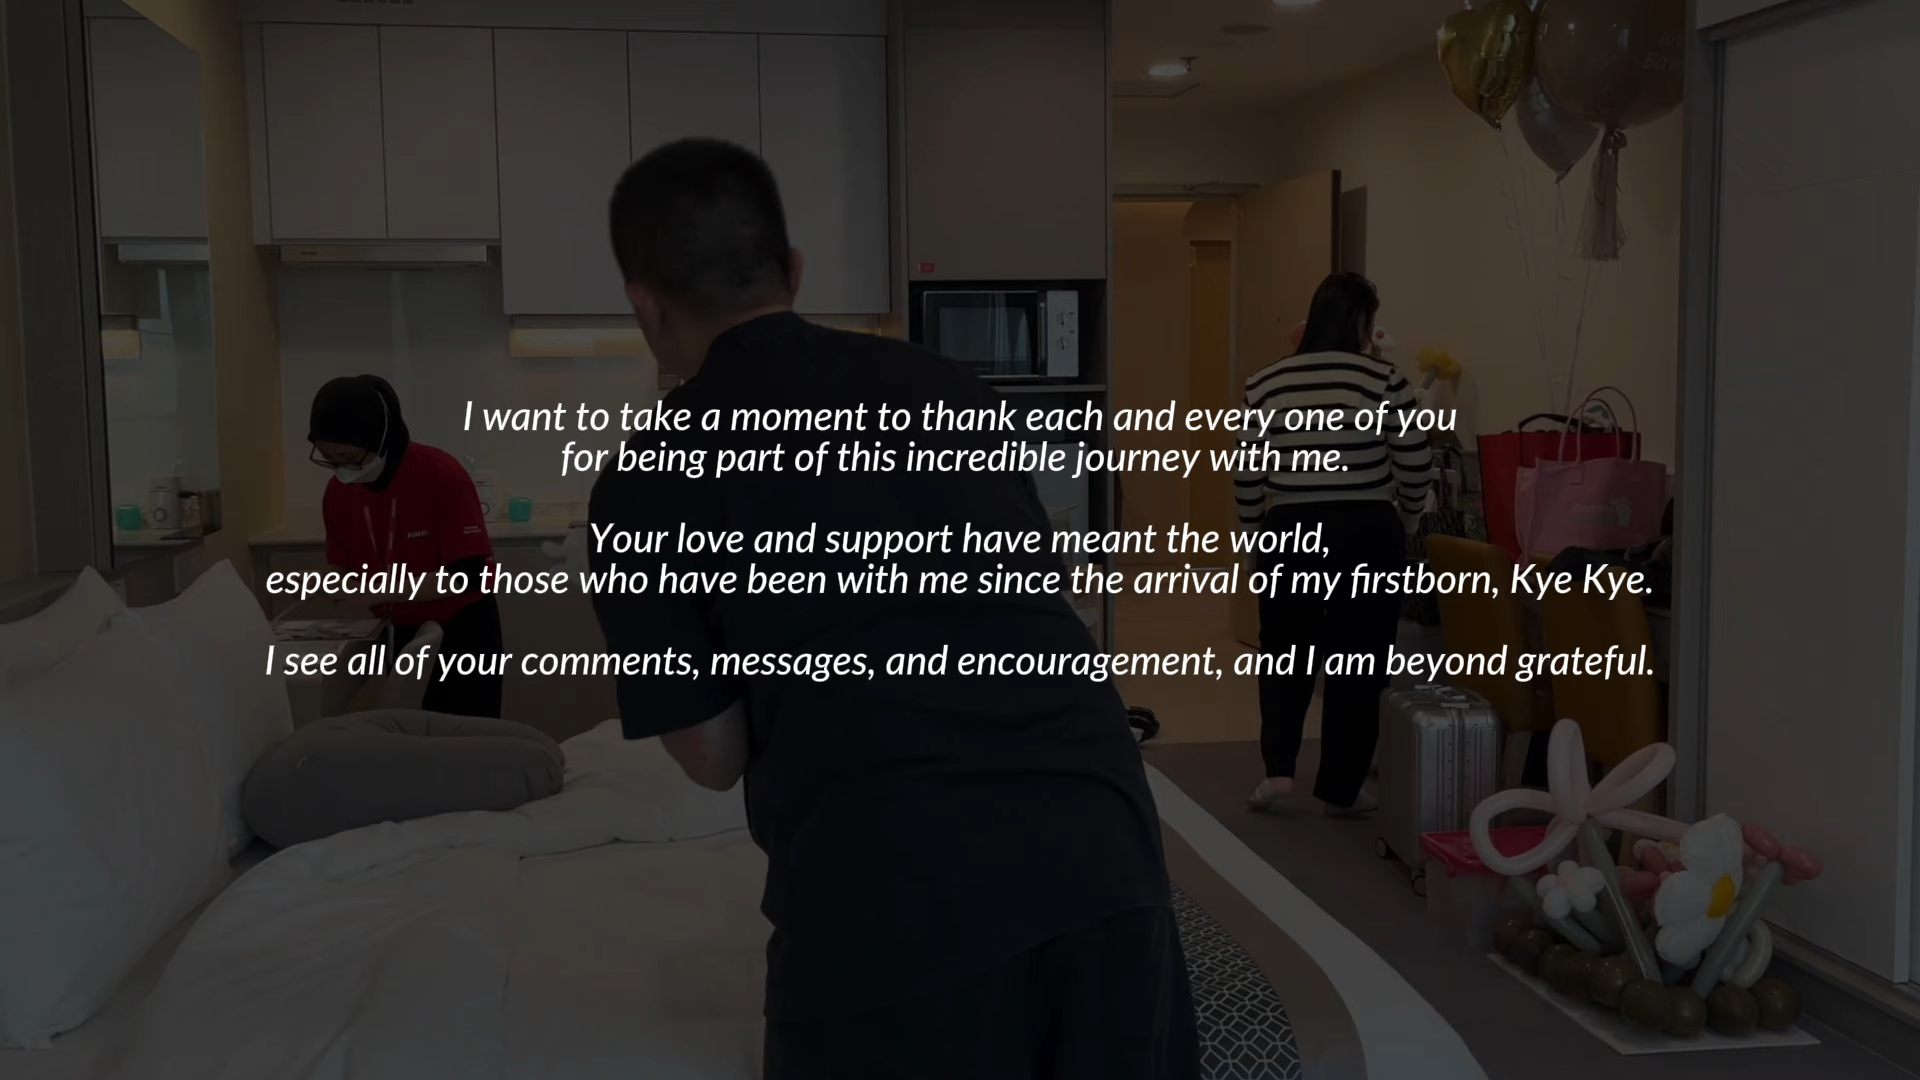 I want to take a moment to thank each and every one of you
for being part of this incredible journey with me.
Your love and support have meant the world,
especially to those who have been with me since the arrival of my firstborn, Kye Kye.
I see all of your comments, messages, and encouragement, and I am beyond grateful.